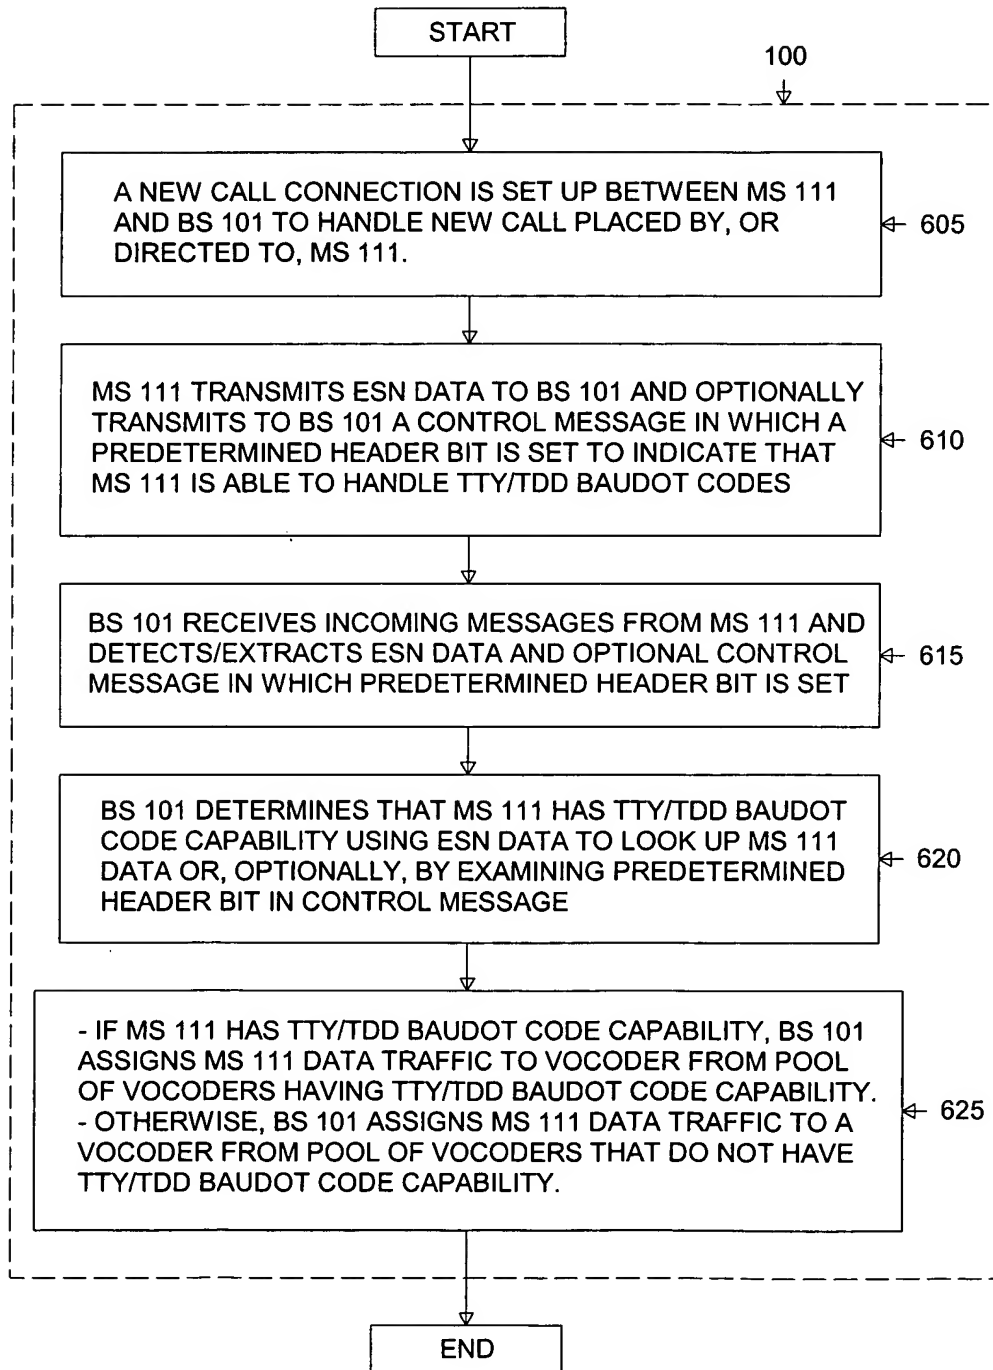 START
100
A NEW CALL CONNECTION IS SET UP BETWEEN MS 111
AND BS 101 TO HANDLE NEW CALL PLACED BY, OR
DIRECTED TO, MS 111.
605
MS 111 TRANSMITS ESN DATA TO BS 101 AND OPTIONALLY
TRANSMITS TO BS 101 A CONTROL MESSAGE IN WHICH A
PREDETERMINED HEADER BIT IS SET TO INDICATE THAT
MS 111 IS ABLE TO HANDLE TTY/TDD BAUDOT CODES
610
BS 101 RECEIVES INCOMING MESSAGES FROM MS 111 AND
DETECTS/EXTRACTS ESN DATA AND OPTIONAL CONTROL
MESSAGE IN WHICH PREDETERMINED HEADER BIT IS SET
615
BS 101 DETERMINES THAT MS 111 HAS TTY/TDD BAUDOT
CODE CAPABILITY USING ESN DATA TO LOOK UP MS 111
DATA OR, OPTIONALLY, BY EXAMINING PREDETERMINED
HEADER BIT IN CONTROL MESSAGE
620
- IF MS 111 HAS TTY/TDD BAUDOT CODE CAPABILITY, BS 101
ASSIGNS MS 111 DATA TRAFFIC TO VOCODER FROM POOL
OF VOCODERS HAVING TTY/TDD BAUDOT CODE CAPABILITY.
- OTHERWISE, BS 101 ASSIGNS MS 111 DATA TRAFFIC TO A
VOCODER FROM POOL OF VOCODERS THAT DO NOT HAVE
TTY/TDD BAUDOT CODE CAPABILITY.
625
END